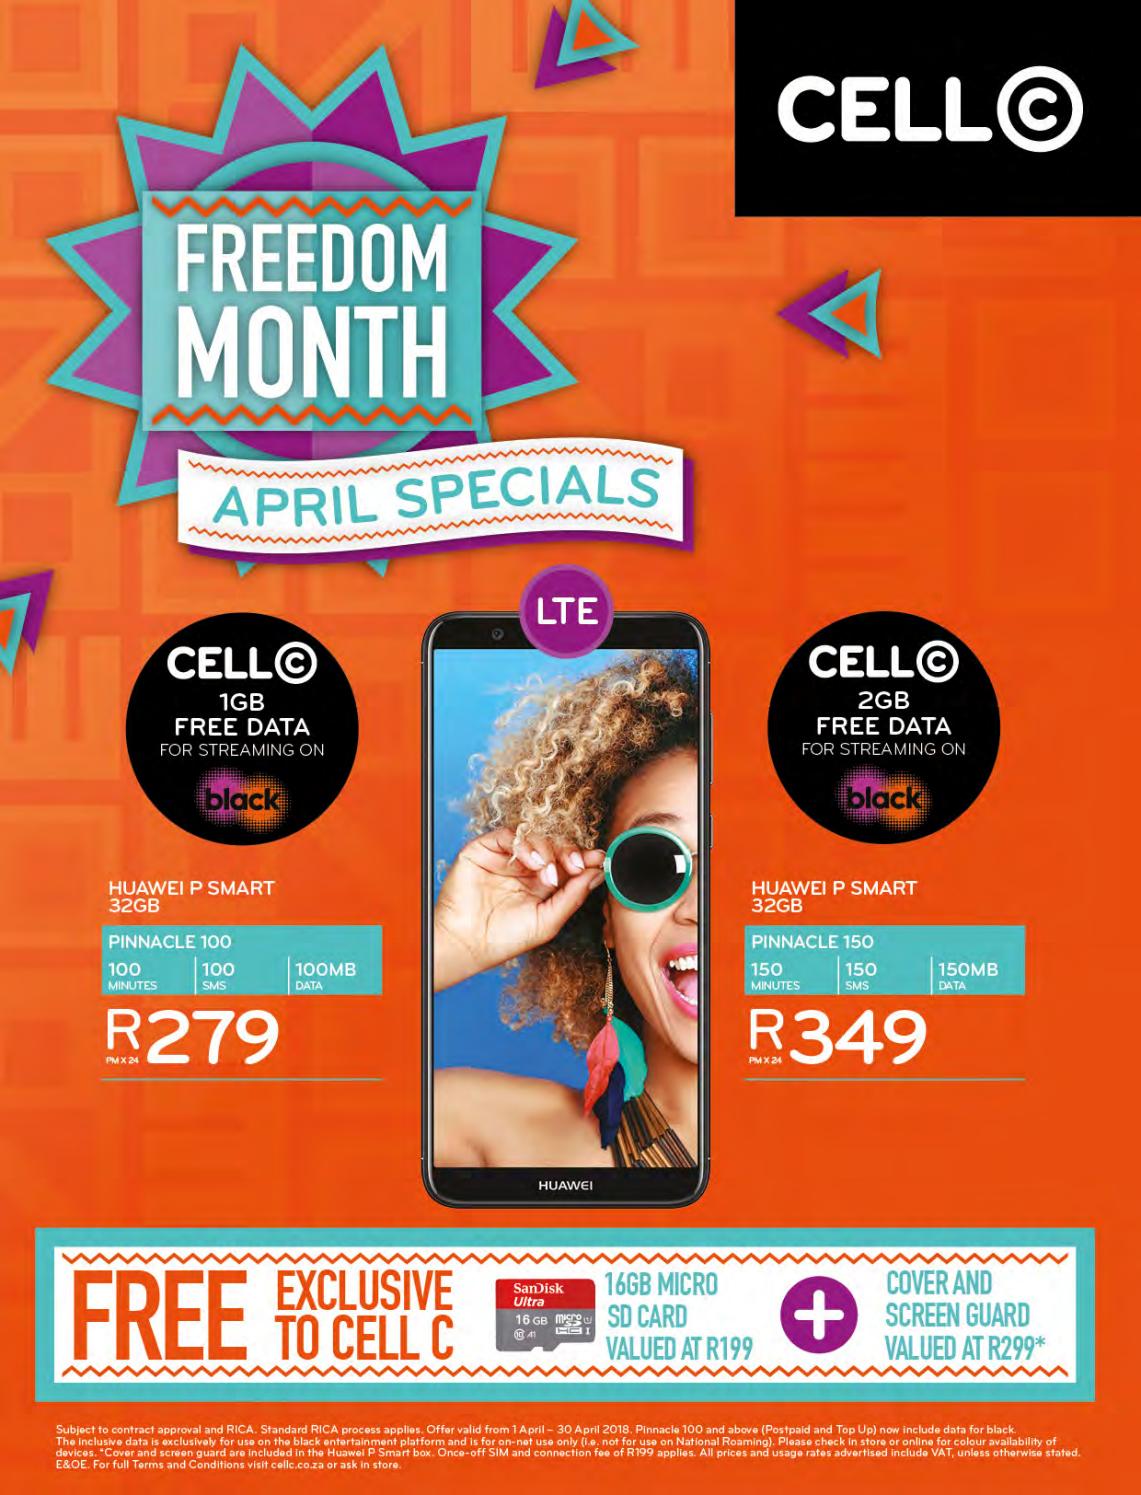 CELL C
FREEDOM
MONTH
APRIL SPECIALS
LTE
CELL C
1GB
FREE DATA
FOR STREAMING ON
black
CELL C
2GB
FREE DATA
FOR STREAMING ON
black
HUAWEI P SMART
32GB
PINNACLE 100
100 100 100MB
MINUTES SMS DATA
R279
PM X 24
HUAWEI P SMART
32GB
PINNACLE 150
150 150 150MB
MINUTES SMS DATA
R349
PM X 24
HUAWEI
FREE
EXCLUSIVE
TO CELL C
SanDisk
Ultra
16 GB micro
SD HC I
10 A1
16GB MICRO
SD CARD
VALUED AT R199
+
COVER AND
SCREEN GUARD
VALUED AT R299*
Subject to contract approval and RICA. Standard RICA process applies. Offer valid from 1 April – 30 April 2018. Pinnacle 100 and above (Postpaid and Top Up) now include data for black.
The inclusive data is exclusively for use on the black entertainment platform and is for on-net use only (i.e. not for use on National Roaming). Please check in store or online for colour availability of
devices. *Cover and screen guard are included in the Huawei P Smart box. Once-off SIM and connection fee of R199 applies. All prices and usage rates advertised include VAT, unless otherwise stated.
E&OE. For full Terms and Conditions visit cellc.co.za or ask in store.